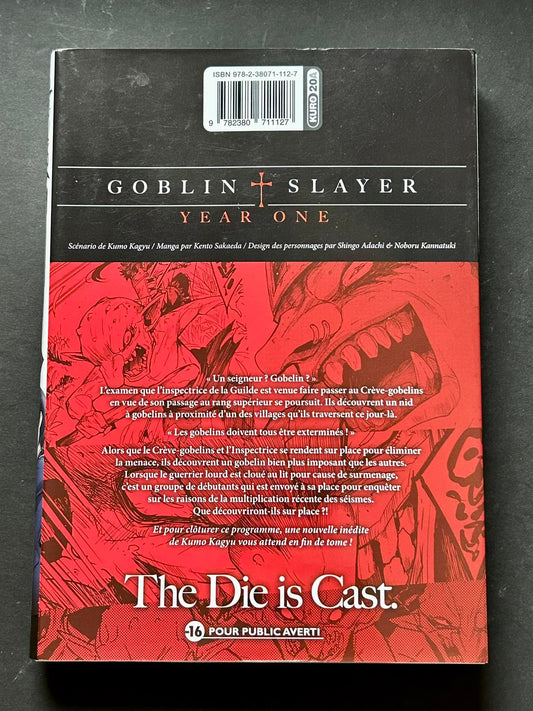 ISBN 978-2-38071-112-7
9 782380 711127
KURO 20A
GOBLIN SLAYER
YEAR ONE
Scénario de Kumo Kagyu / Manga par Kento Sakaeda / Design des personnages par Shingo Adachi & Noboru Kannatuki
« Un seigneur ? Gobelin ? »
L'examen que l'inspectrice de la Guilde est venue faire passer au Crève-gobelins
en vue de son passage au rang supérieur se poursuit. Ils découvrent un nid
à gobelins à proximité d'un des villages qu'ils traversent ce jour-là.
« Les gobelins doivent tous être exterminés ! »
Alors que le Crève-gobelins et l'Inspectrice se rendent sur place pour éliminer
la menace, ils découvrent un gobelin bien plus imposant que les autres.
Lorsque le guerrier lourd est cloué au lit pour cause de surmenage,
c'est un groupe de débutants qui est envoyé à sa place pour enquêter
sur les raisons de la multiplication récente des séismes.
Que découvriront-ils sur place ?!
Et pour clôturer ce programme, une nouvelle inédite
de Kumo Kagyu vous attend en fin de tome !
The Die is Cast.
-16 POUR PUBLIC AVERTI